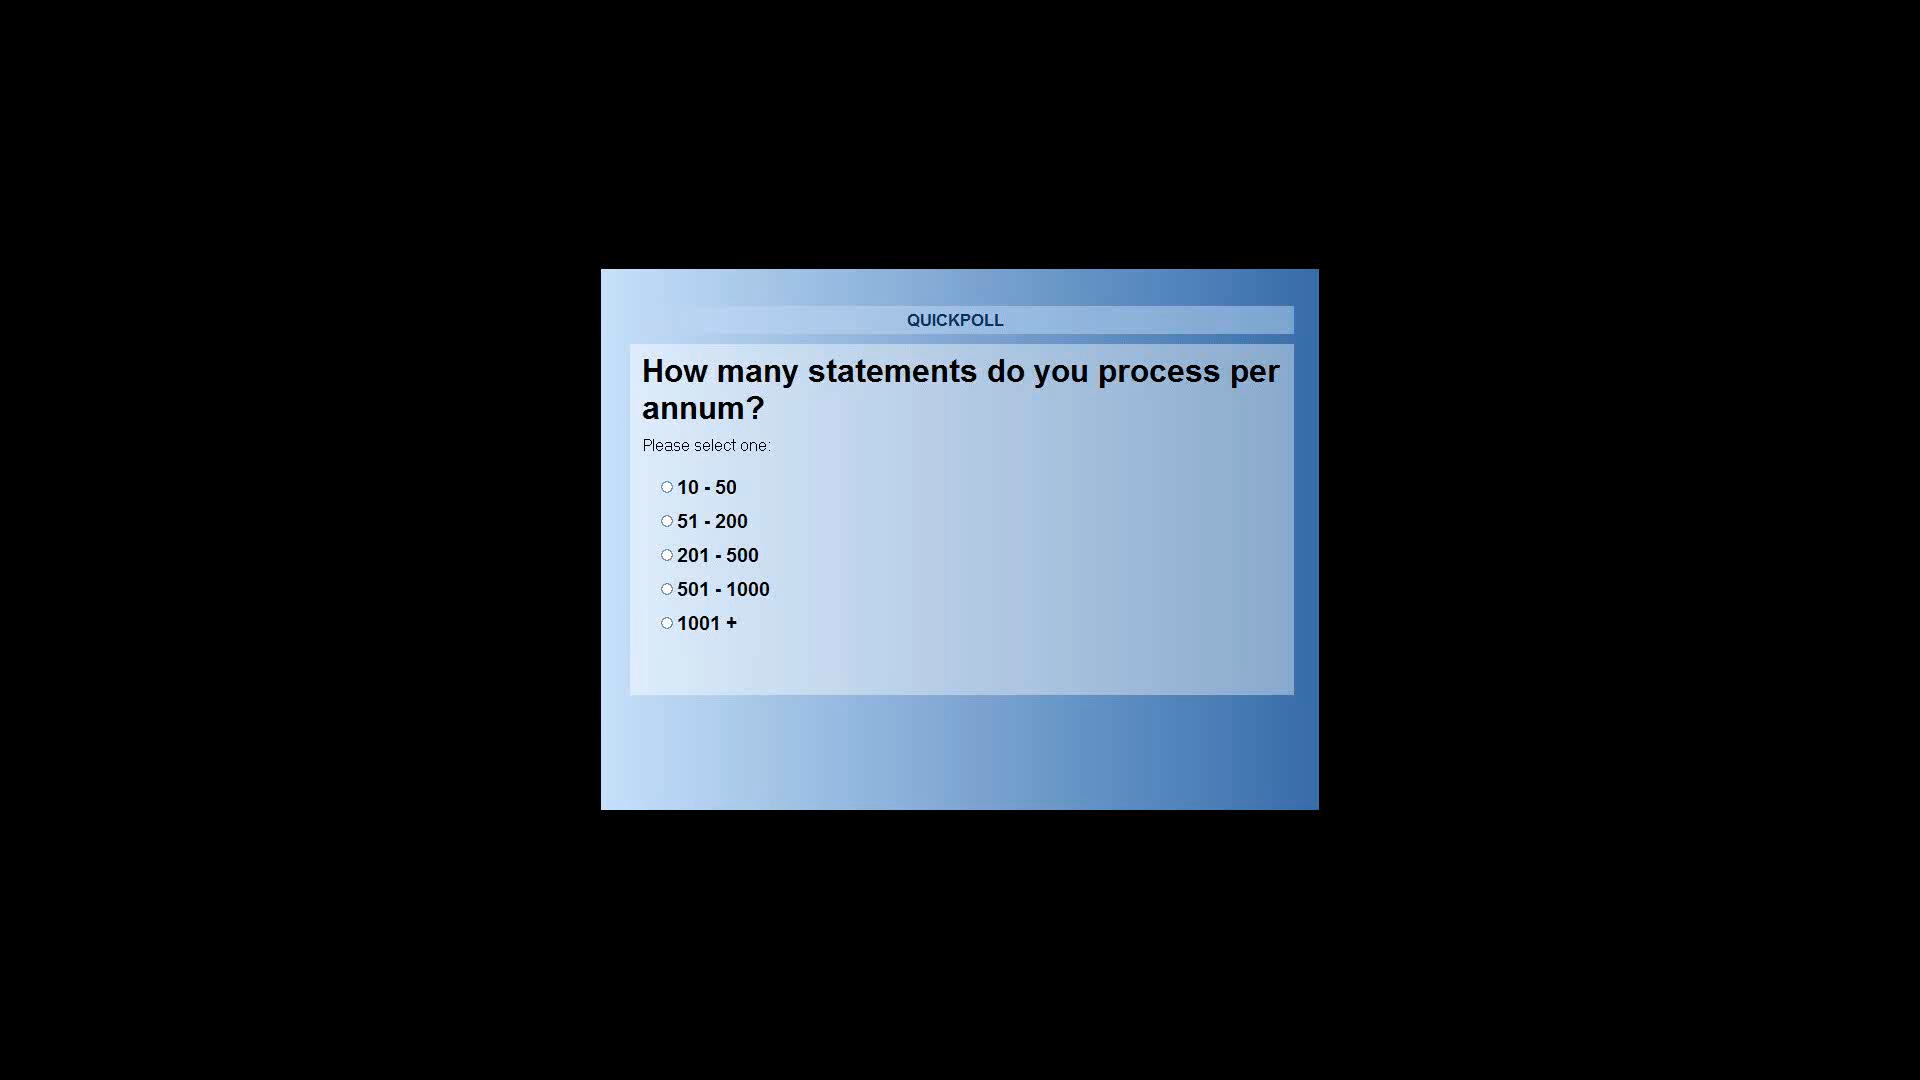 QUICKPOLL
How many statements do you process per
annum?
Please select one:
10 - 50
51 - 200
201 - 500
501 - 1000
1001 +